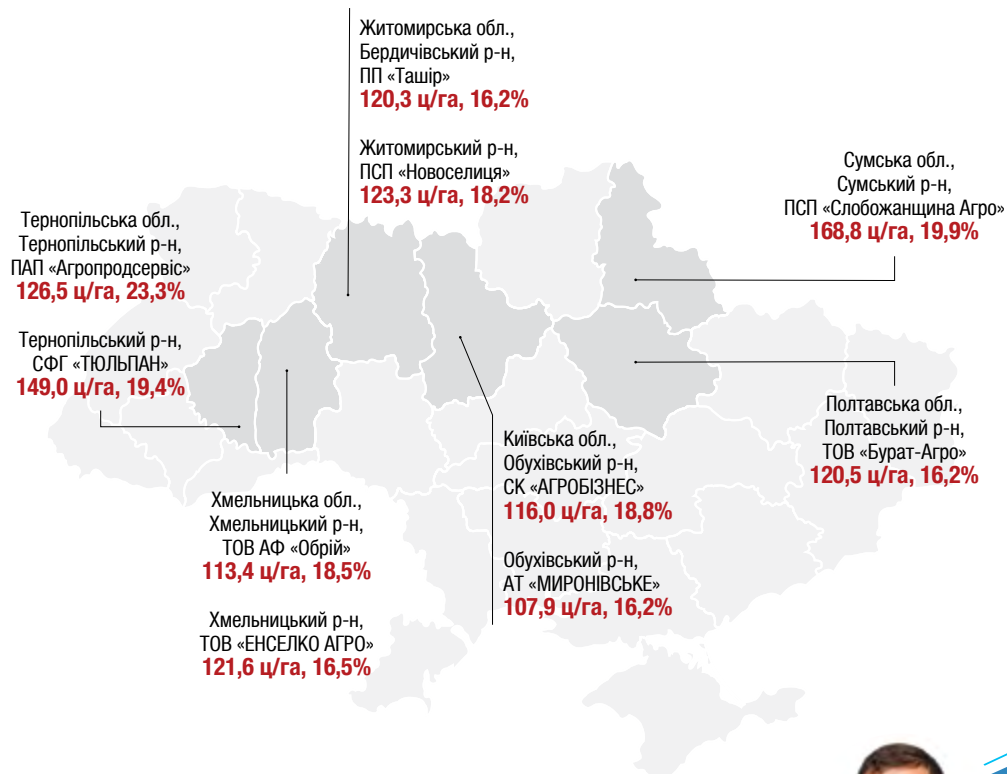 Житомирська обл.,
Бердичівський р-н,
ПП «Ташір»
120,3 ц/га, 16,2%
Житомирський р-н,
ПСП «Новоселиця»
123,3 ц/га, 18,2%
Сумська обл.,
Сумський р-н,
ПСП «Слобожанщина Агро»
168,8 ц/га, 19,9%
Тернопільська обл.,
Тернопільський р-н,
ПАП «Агропродсервіс»
126,5 ц/га, 23,3%
Тернопільський р-н,
СФГ «ТЮЛЬПАН»
149,0 ц/га, 19,4%
Полтавська обл.,
Полтавський р-н,
ТОВ «Бурат-Агро»
120,5 ц/га, 16,2%
Київська обл.,
Обухівський р-н,
СК «АГРОБІЗНЕС»
116,0 ц/га, 18,8%
Обухівський р-н,
АТ «МИРОНІВСЬКЕ»
107,9 ц/га, 16,2%
Хмельницька обл.,
Хмельницький р-н,
ТОВ АФ «Обрій»
113,4 ц/га, 18,5%
Хмельницький р-н,
ТОВ «ЕНСЕЛКО АГРО»
121,6 ц/га, 16,5%